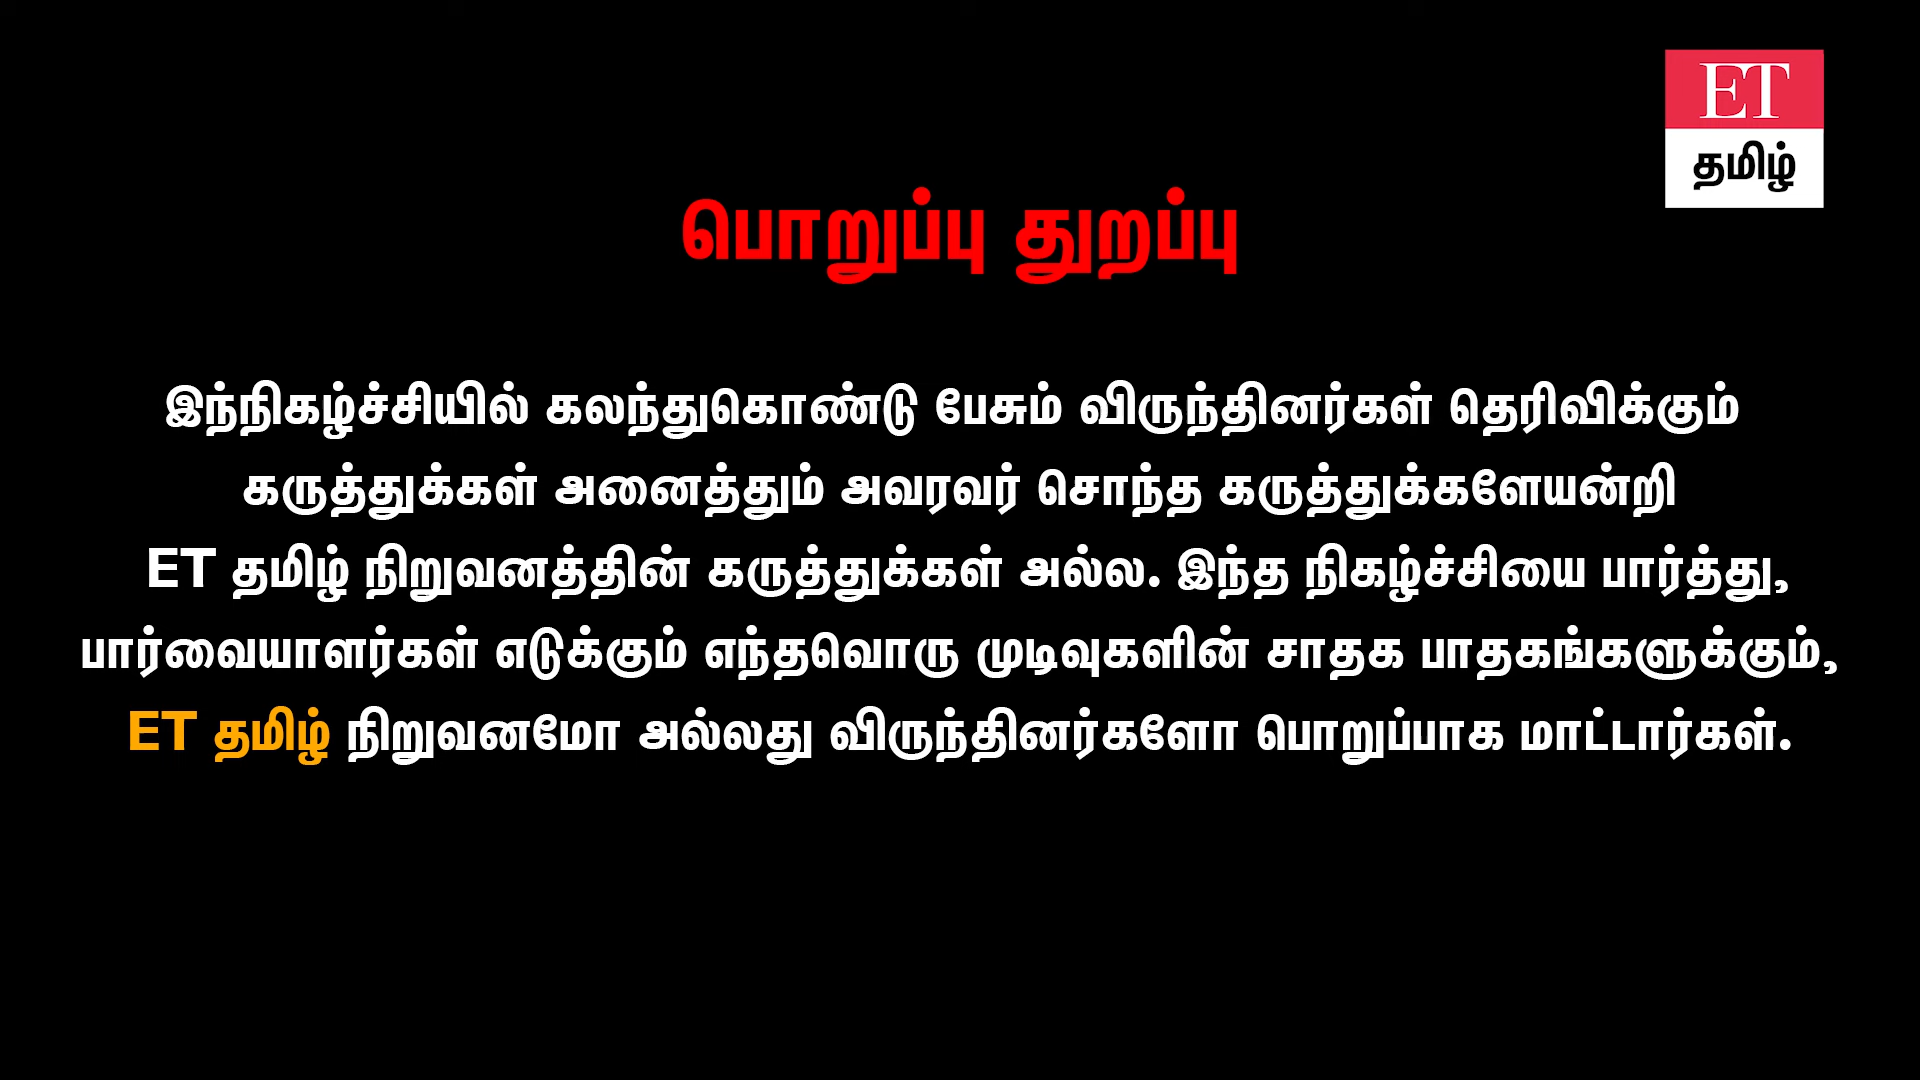 ET
தமிழ்
பொறுப்பு துறப்பு
இந்நிகழ்ச்சியில் கலந்துகொண்டு பேசும் விருந்தினர்கள் தெரிவிக்கும்
கருத்துக்கள் அனைத்தும் அவரவர் சொந்த கருத்துக்களேயன்றி
ET தமிழ் நிறுவனத்தின் கருத்துக்கள் அல்ல. இந்த நிகழ்ச்சியை பார்த்து,
பார்வையாளர்கள் எடுக்கும் எந்தவொரு முடிவுகளின் சாதக பாதகங்களுக்கும்,
ET தமிழ் நிறுவனமோ அல்லது விருந்தினர்களோ பொறுப்பாக மாட்டார்கள்.